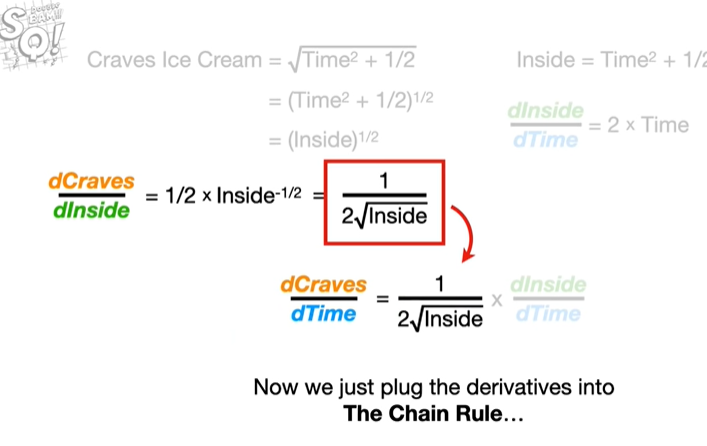 Craves Ice Cream = √(Time² + 1/2)
Inside = Time² + 1/2
= (Time² + 1/2)^1/2
dInside/dTime = 2 × Time
= (Inside)^1/2
dCraves/dInside = 1/2 × Inside^-1/2 = 1/(2√Inside)
dCraves/dTime = 1/(2√Inside) × dInside/dTime
Now we just plug the derivatives into
The Chain Rule…